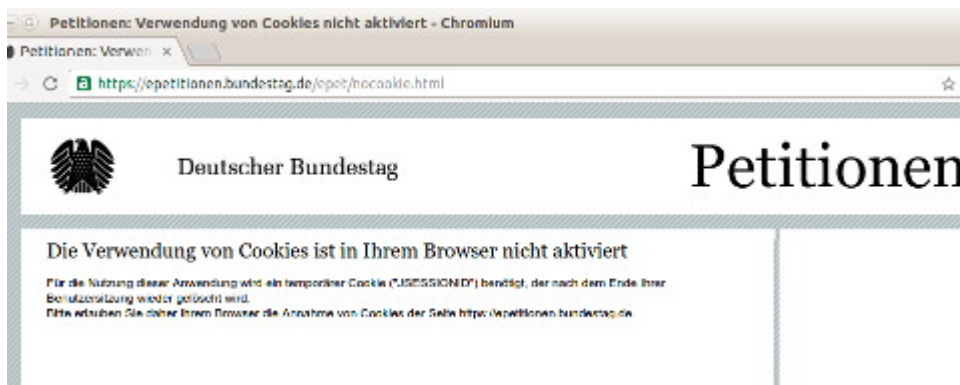 Petitionen: Verwendung von Cookies nicht aktiviert - Chromium
Petitionen: Verwen
https://epetitionen.bundestag.de/epet/nocookie.html
Deutscher Bundestag
Petitionen
Die Verwendung von Cookies ist in Ihrem Browser nicht aktiviert
Für die Nutzung dieser Anwendung wird ein temporärer Cookie ("JSESSIONID") benötigt, der nach dem Ende Ihrer
Benutzersitzung wieder gelöscht wird.
Bitte erlauben Sie daher Ihrem Browser die Annahme von Cookies der Seite https://epetitionen.bundestag.de